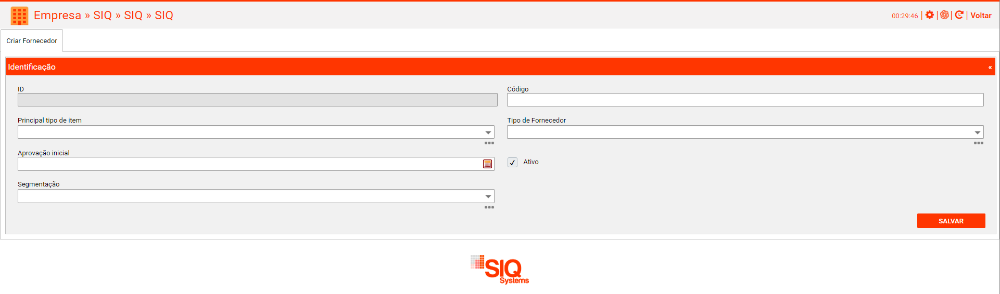 Empresa » SIQ » SIQ » SIQ
00:29:46 | | | | Voltar
Criar Fornecedor
Identificação «
ID
Código
Principal tipo de item
Tipo de Fornecedor
Aprovação inicial
Ativo
Segmentação
SALVAR
SIQ
Systems